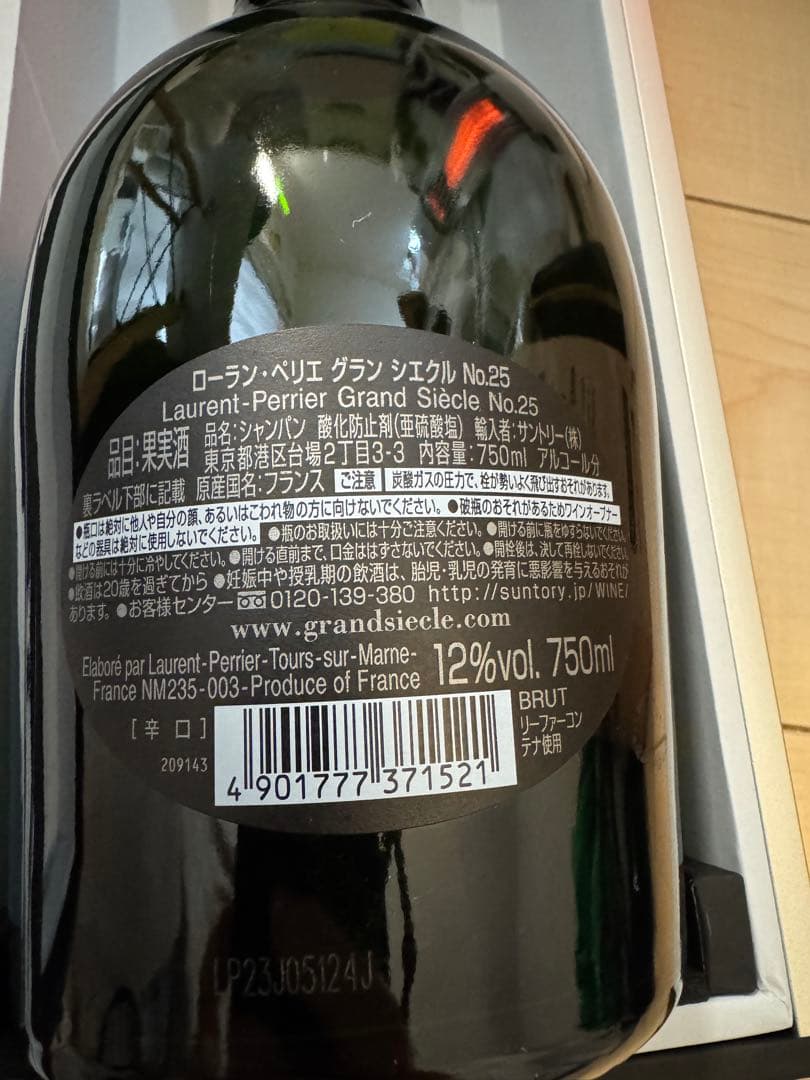 ローラン・ペリエ グラン シエクル No.25
Laurent-Perrier Grand Siècle No.25
品目:果実酒 品名:シャンパン 酸化防止剤(亜硫酸塩) 輸入者:サントリー(株)
東京都港区台場2丁目3-3 内容量:750ml アルコール分
裏ラベル下部に記載 原産国名:フランス ご注意 炭酸ガスの圧力で、栓が勢いよく飛び出すおそれがあります。
●瓶口は絶対に他人や自分の顔、あるいはこわれ物の方に向けないでください。 ●破瓶のおそれがあるためワインオープナー
などの器具は絶対に使用しないでください。 ●瓶のお取扱いには十分ご注意ください。 ●開ける前に瓶をゆすらないでください。
●開ける前には十分に冷やしてください。 ●開ける直前まで、口金ははずさないでください。 ●開栓後は、決して再栓しないでください。
●飲酒は20歳を過ぎてから ●妊娠中や授乳期の飲酒は、胎児・乳児の発育に悪影響を与えるおそれが
あります。 ●お客様センター 0120-139-380 http://suntory.jp/WINE/
www.grandsiecle.com
Elaboré par Laurent-Perrier-Tours-sur-Marne-
France NM235-003-Produce of France 12%vol. 750ml
[辛 口]
BRUT
リーファーコン
テナ使用
209143
4 901777 371521
LP23J05124J